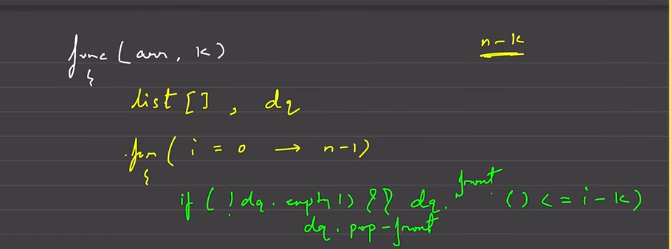 func(arr, k)
n-k
{
list[], dq
for(i = 0 → n-1)
{
if(!dq.empty() && dq.front() <= i-k)
dq.pop-front